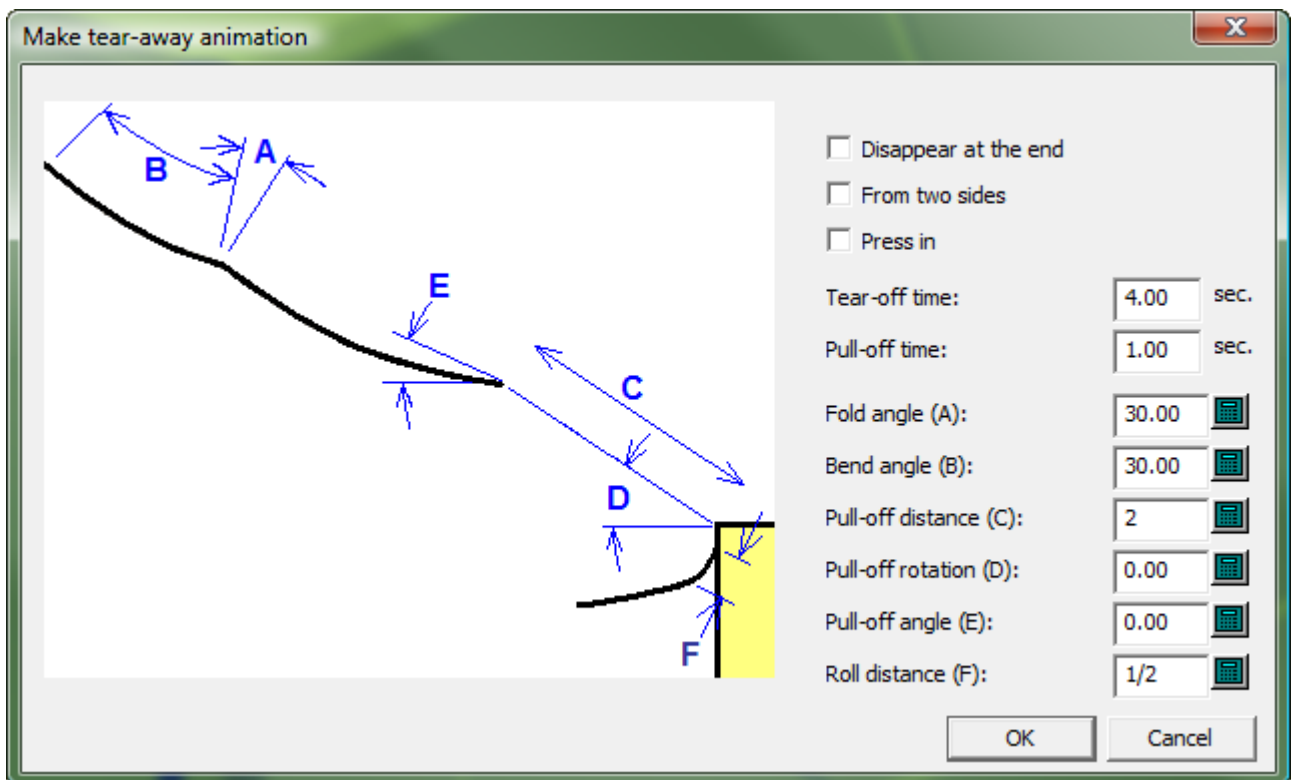 Make tear-away animation
B
A
E
C
D
F
Disappear at the end
From two sides
Press in
Tear-off time: 4.00 sec.
Pull-off time: 1.00 sec.
Fold angle (A): 30.00
Bend angle (B): 30.00
Pull-off distance (C): 2
Pull-off rotation (D): 0.00
Pull-off angle (E): 0.00
Roll distance (F): 1/2
OK Cancel